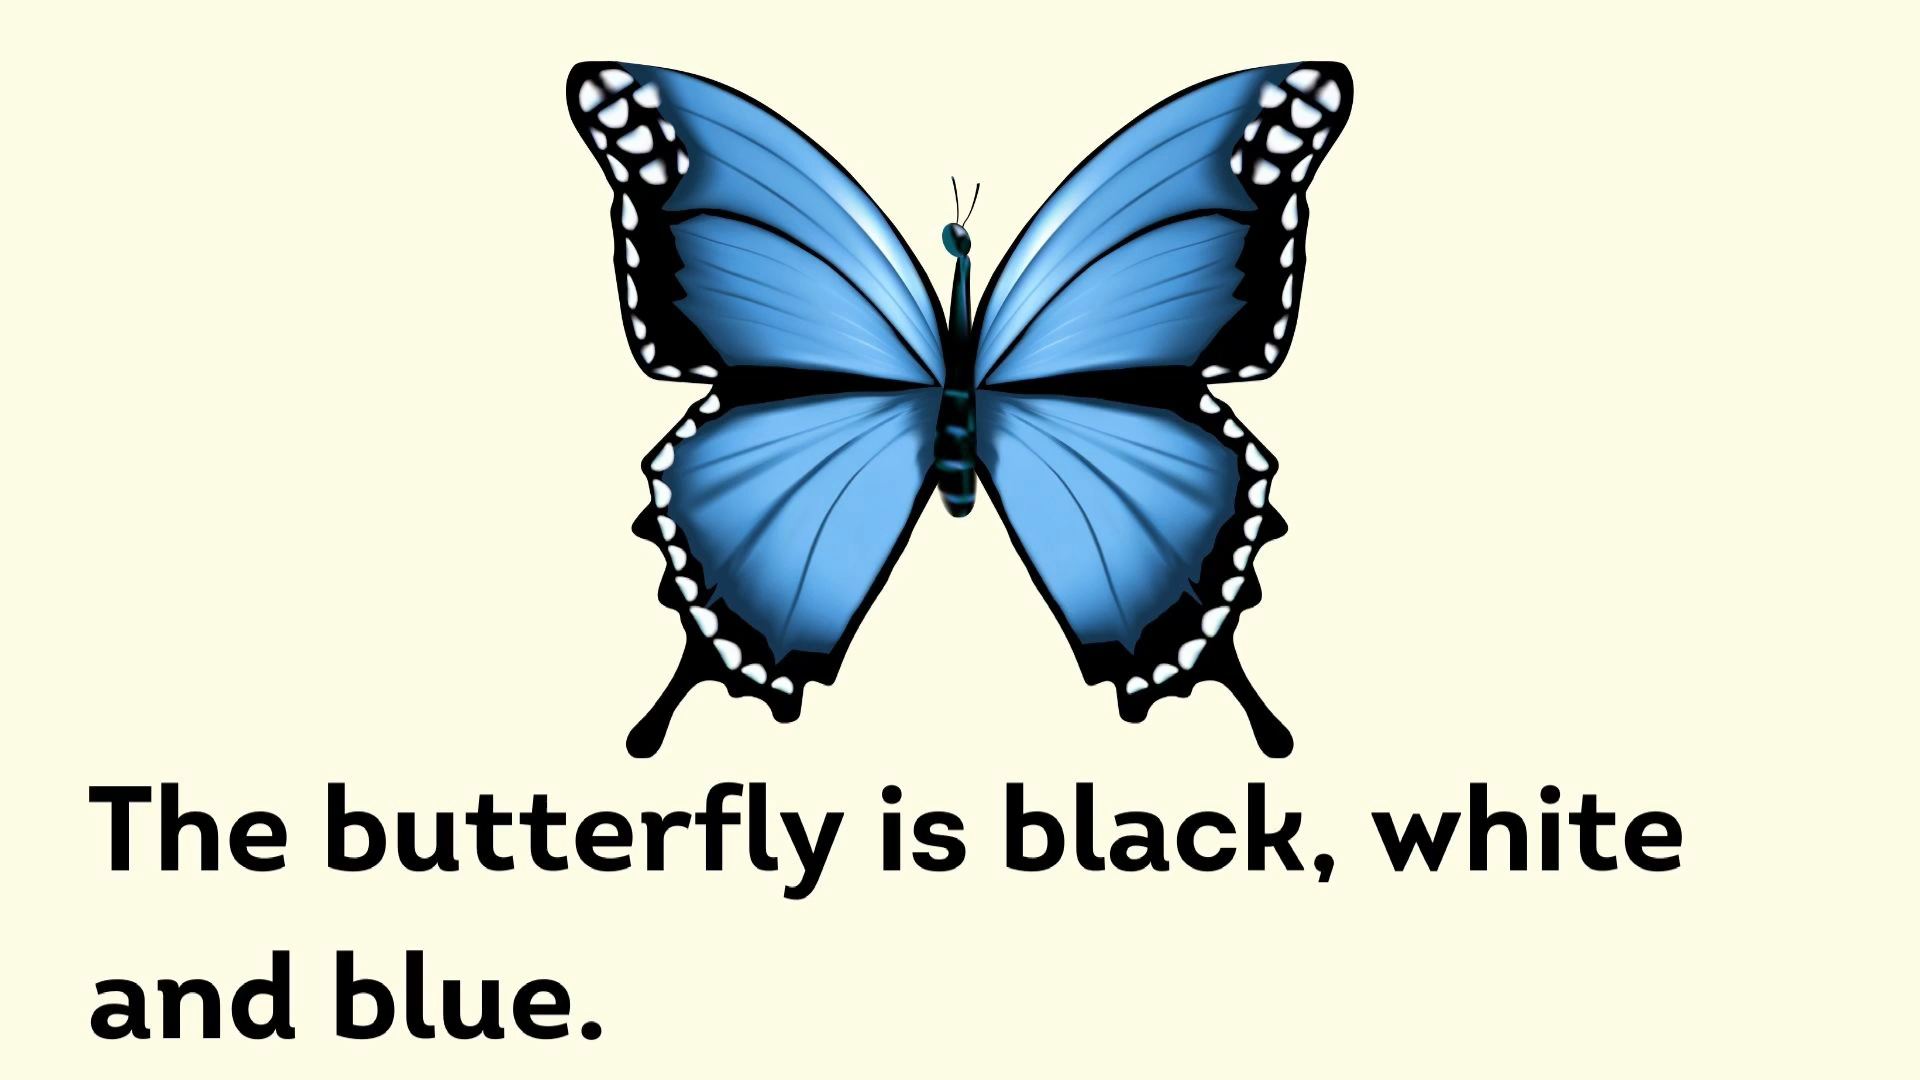 The butterfly is black, white
and blue.